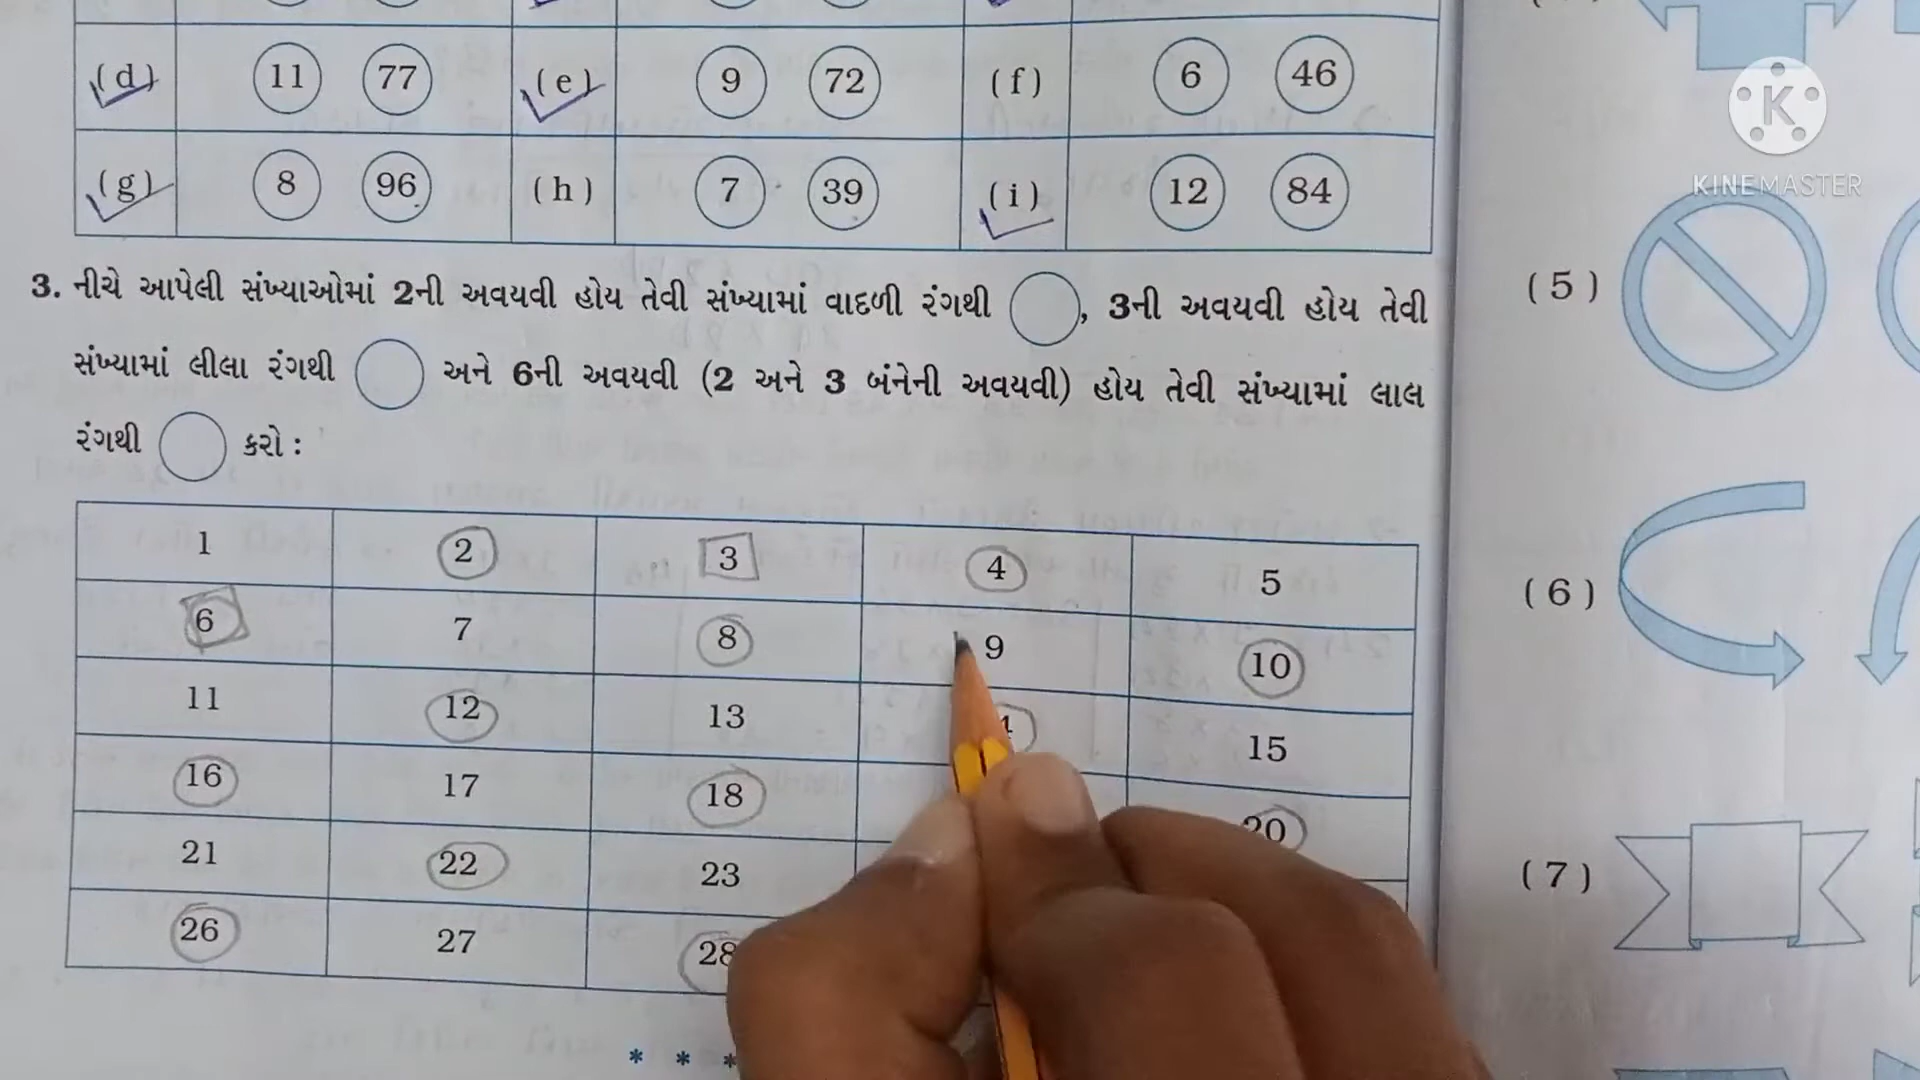 (d) 11 77 (e) 9 72 (f) 6 46
(g) 8 96 (h) 7 39 (i) 12 84
3. નીચે આપેલી સંખ્યાઓમાં 2ની અવયવી હોય તેવી સંખ્યામાં વાદળી રંગથી , 3ની અવયવી હોય તેવી
સંખ્યામાં લીલા રંગથી અને 6ની અવયવી (2 અને 3 બંનેની અવયવી) હોય તેવી સંખ્યામાં લાલ
રંગથી કરો :
1 2 3 4 5
6 7 8 9 10
11 12 13 15
16 17 18 20
21 22 23
26 27 28
* * *
KINEMASTER
(5)
(6)
(7)